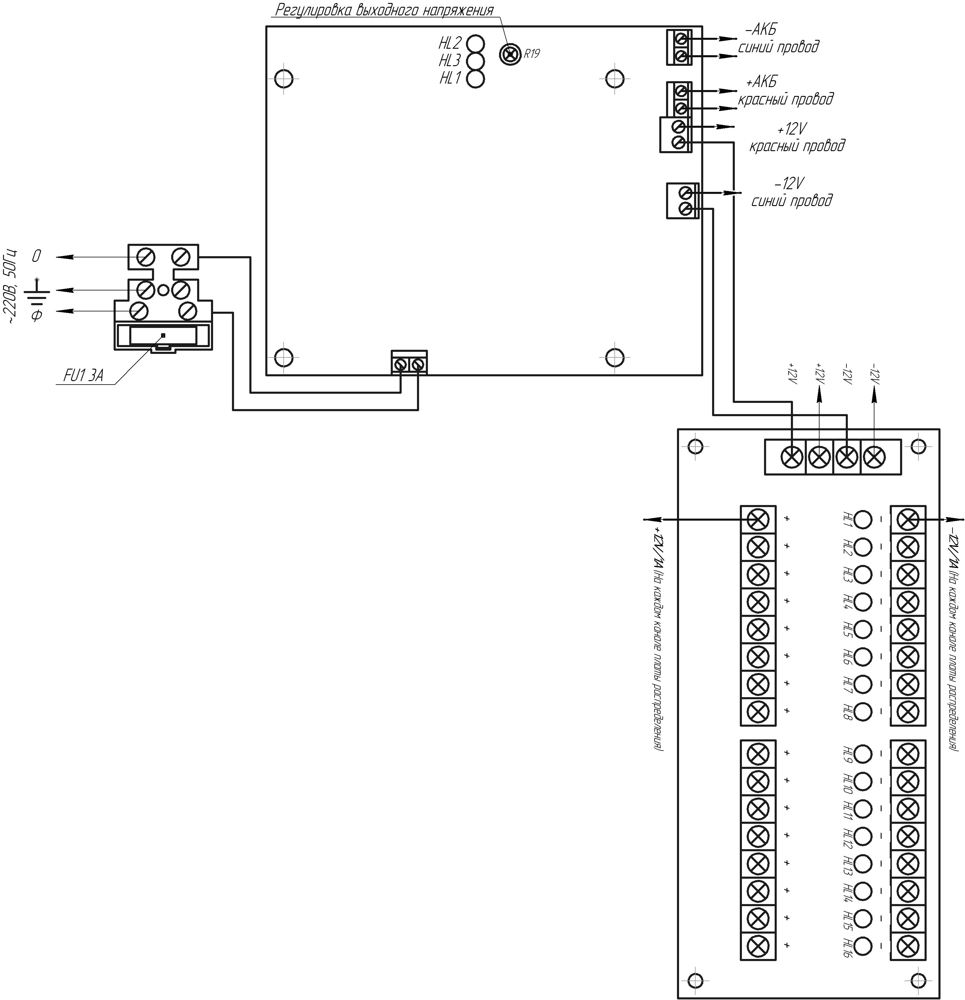 Регулировка выходного напряжения
HL2
HL3
HL1
R19
–АКБ
синий провод
+АКБ
красный провод
+12V
красный провод
–12V
синий провод
~220В, 50Гц
0
Ф
FU1 3А
+12V
+12V
–12V
–12V
+12V//1А (На каждом канале платы распределения)
–12V//1А (На каждом канале платы распределения)
+ HL1 –
+ HL2 –
+ HL3 –
+ HL4 –
+ HL5 –
+ HL6 –
+ HL7 –
+ HL8 –
+ HL9 –
+ HL10 –
+ HL11 –
+ HL12 –
+ HL13 –
+ HL14 –
+ HL15 –
+ HL16 –